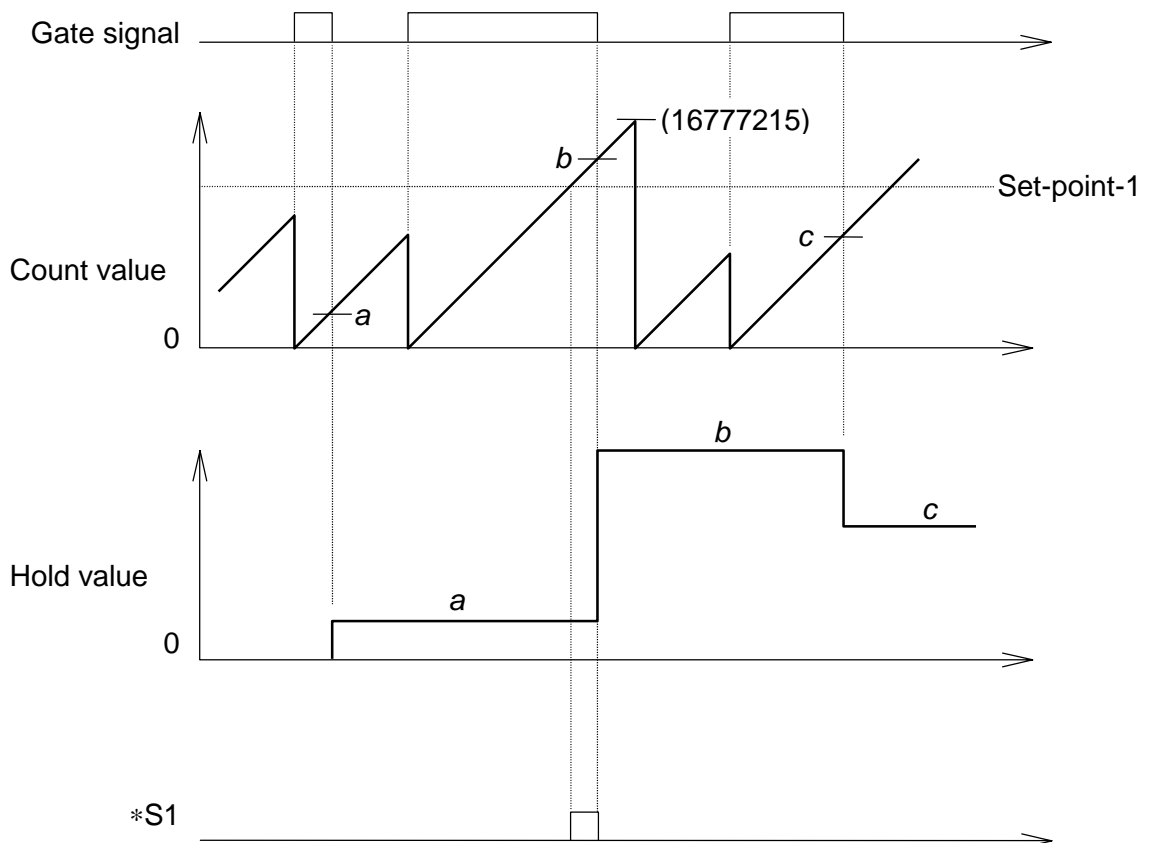 Gate signal
(16777215)
b
Set-point-1
c
Count value
a
0
b
c
Hold value
a
0
*S1